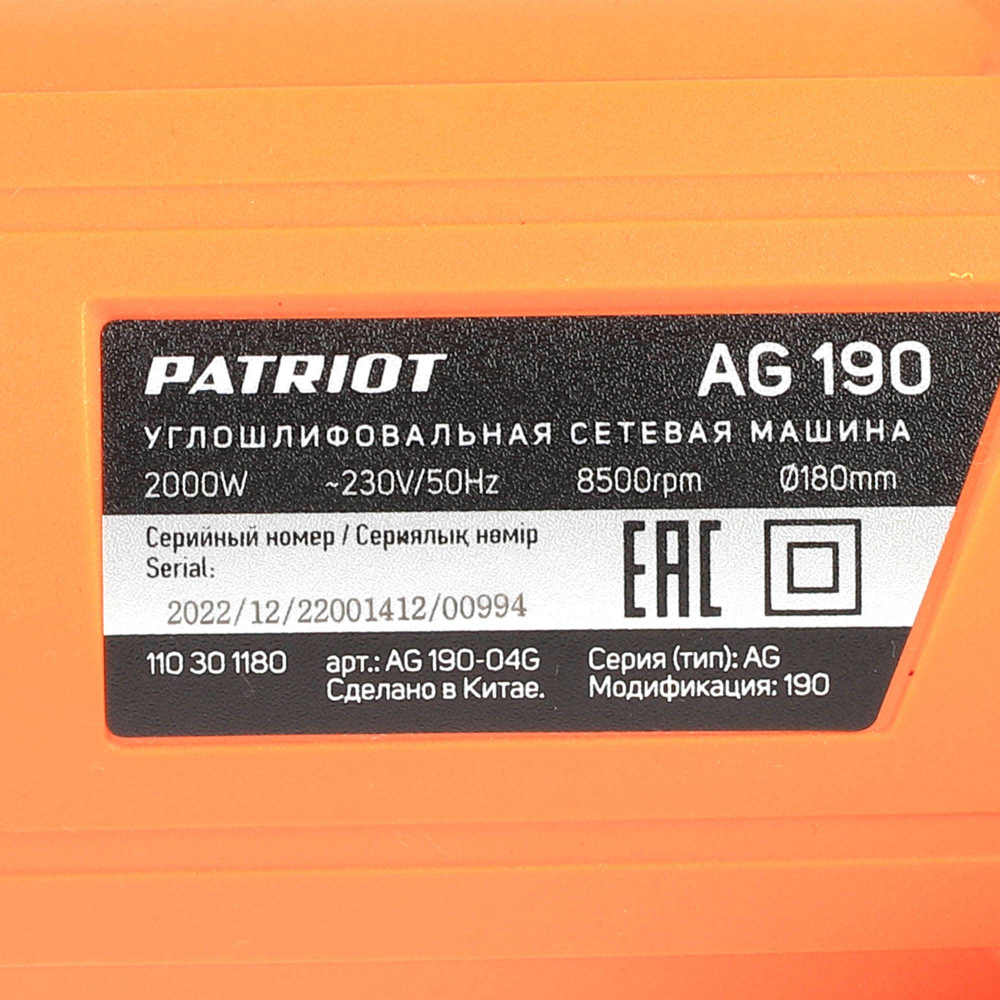 PATRIOT AG 190
УГЛОШЛИФОВАЛЬНАЯ СЕТЕВАЯ МАШИНА
2000W ~230V/50Hz 8500rpm Ø180mm
Серийный номер / Сериялық нөмір
Serial:
2022/12/22001412/00994
EAC
110 30 1180 арт.: AG 190-04G Серия (тип): AG
Сделано в Китае. Модификация: 190